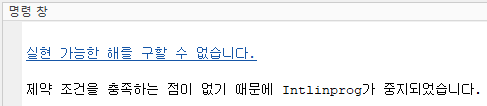 명령 창
실현 가능한 해를 구할 수 없습니다.
제약 조건을 충족하는 점이 없기 때문에 Intlinprog가 중지되었습니다.